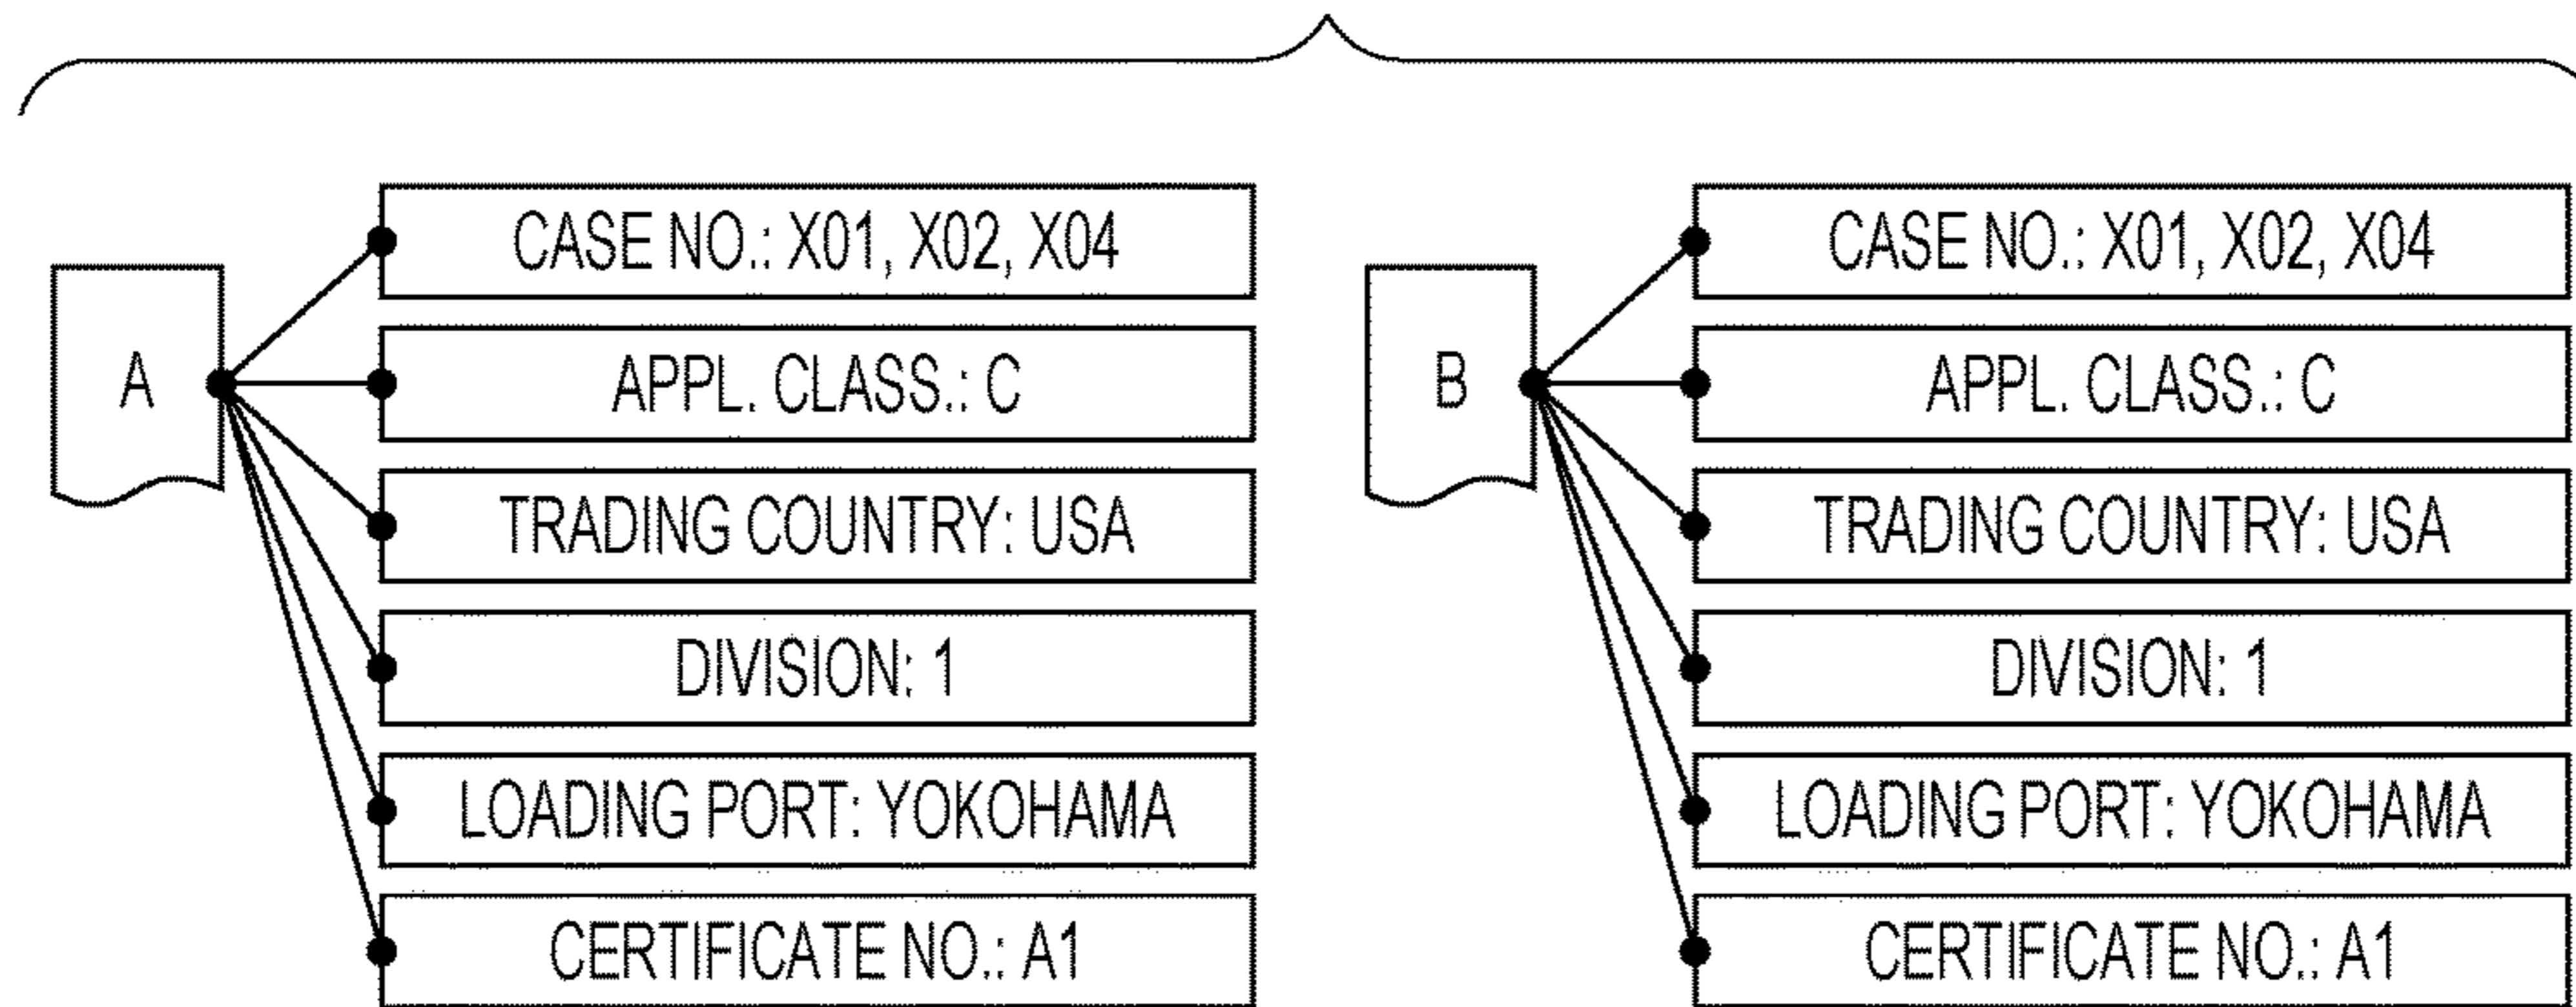 A
CASE NO.: X01, X02, X04
APPL. CLASS.: C
TRADING COUNTRY: USA
DIVISION: 1
LOADING PORT: YOKOHAMA
CERTIFICATE NO.: A1
B
CASE NO.: X01, X02, X04
APPL. CLASS.: C
TRADING COUNTRY: USA
DIVISION: 1
LOADING PORT: YOKOHAMA
CERTIFICATE NO.: A1